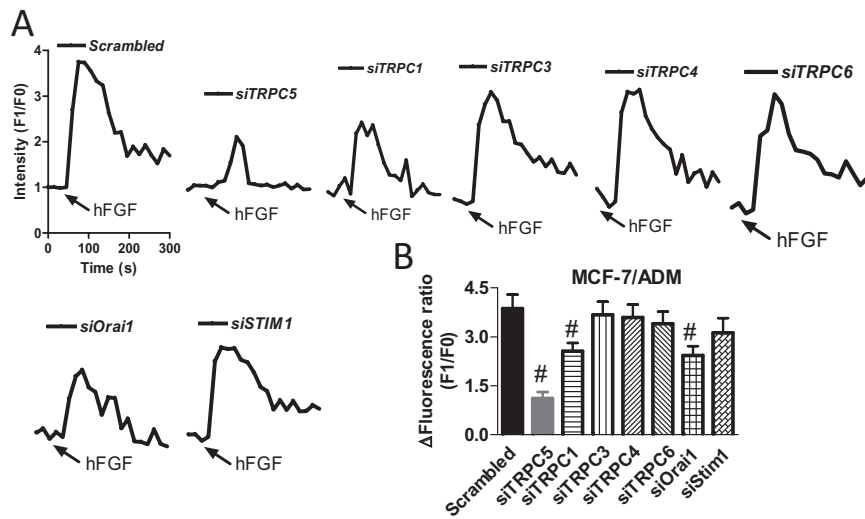 A
Scrambled
siTRPC5
siTRPC1
siTRPC3
siTRPC4
siTRPC6
Intensity (F1/F0)
4
3
2
1
0
hFGF
hFGF
hFGF
hFGF
hFGF
hFGF
0 100 200 300
Time (s)
siOrai1
siSTIM1
hFGF
hFGF
B
MCF-7/ADM
ΔFluorescence ratio
(F1/F0)
4.5
3.0
1.5
0.0
#
#
#
Scrambled
siTRPC5
siTRPC1
siTRPC3
siTRPC4
siTRPC6
siOrai1
siStim1